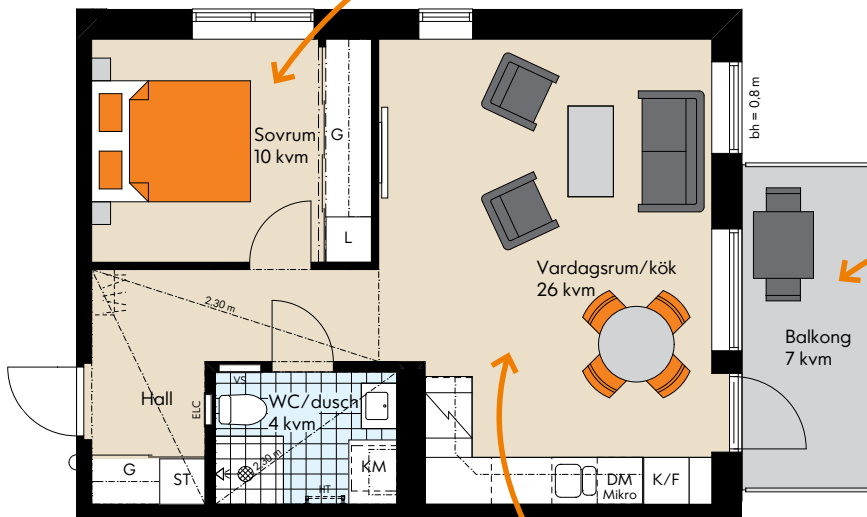 Sovrum
10 kvm
G
L
bh = 0,8 m
Vardagsrum/kök
26 kvm
2,30 m
Balkong
7 kvm
Hall
VS
ELC
WC/dusch
4 kvm
2,30 m
G
ST
HT
KM
DM
Mikro
K/F